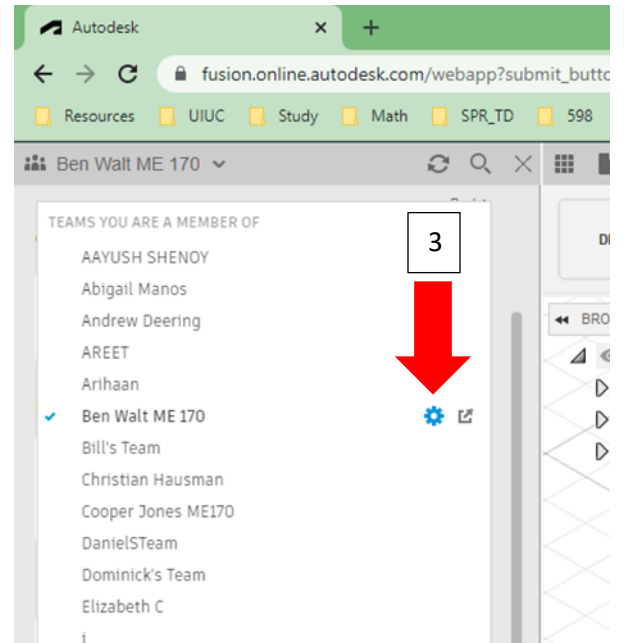 Autodesk
fusion.online.autodesk.com/webapp?submit_butto
Resources UIUC Study Math SPR_TD 598
Ben Walt ME 170
TEAMS YOU ARE A MEMBER OF
AAYUSH SHENOY
3
Abigail Manos
Andrew Deering
BRO
AREET
Arihaan
Ben Walt ME 170
Bill's Team
Christian Hausman
Cooper Jones ME170
DanielSTeam
Dominick's Team
Elizabeth C
i